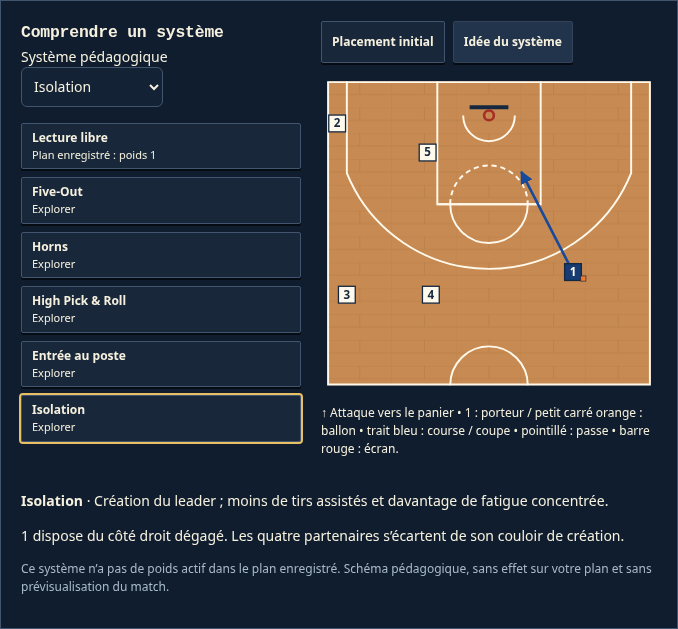 Comprendre un système
Système pédagogique
Isolation
Lecture libre
Plan enregistré : poids 1
Five-Out
Explorer
Horns
Explorer
High Pick & Roll
Explorer
Entrée au poste
Explorer
Isolation
Explorer
Placement initial
Idée du système
2
5
1
3
4
↑ Attaque vers le panier • 1 : porteur / petit carré orange :
ballon • trait bleu : course / coupe • pointillé : passe • barre
rouge : écran.
Isolation · Création du leader ; moins de tirs assistés et davantage de fatigue concentrée.
1 dispose du côté droit dégagé. Les quatre partenaires s’écartent de son couloir de création.
Ce système n’a pas de poids actif dans le plan enregistré. Schéma pédagogique, sans effet sur votre plan et sans
prévisualisation du match.